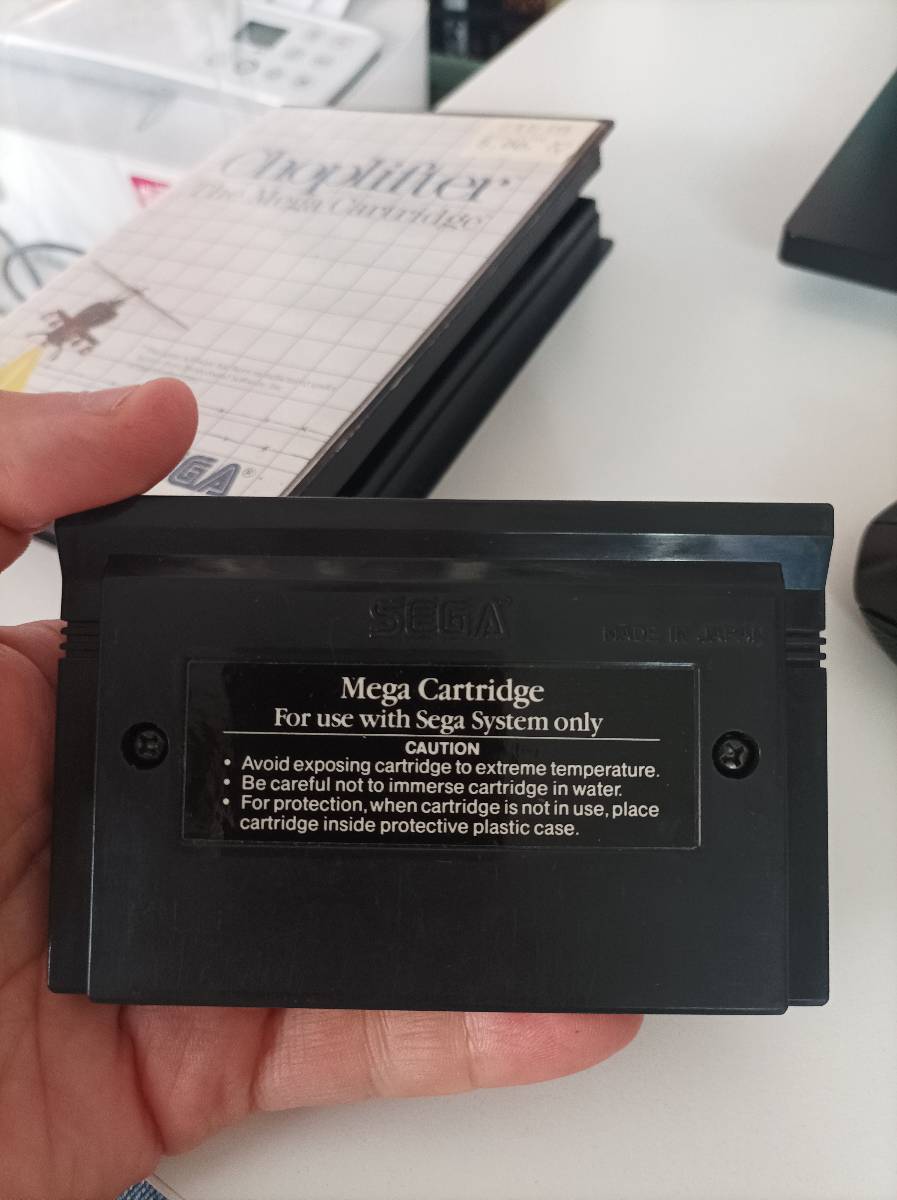 Choplifter
The Mega Cartridge
SEGA
SEGA
MADE IN JAPAN
Mega Cartridge
For use with Sega System only
CAUTION
• Avoid exposing cartridge to extreme temperature.
• Be careful not to immerse cartridge in water.
• For protection, when cartridge is not in use, place
cartridge inside protective plastic case.